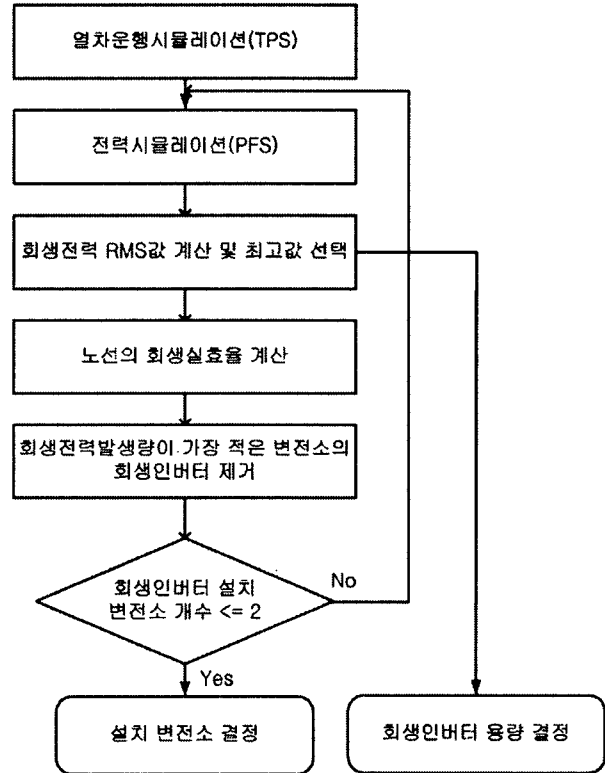 열차운행시뮬레이션(TPS)
전력시뮬레이션(PFS)
회생전력 RMS값 계산 및 최고값 선택
노선의 회생실효율 계산
회생전력발생량이 가장 적은 변전소의
회생인버터 제거
회생인버터 설치
변전소 개수 <= 2
No
Yes
설치 변전소 결정
회생인버터 용량 결정